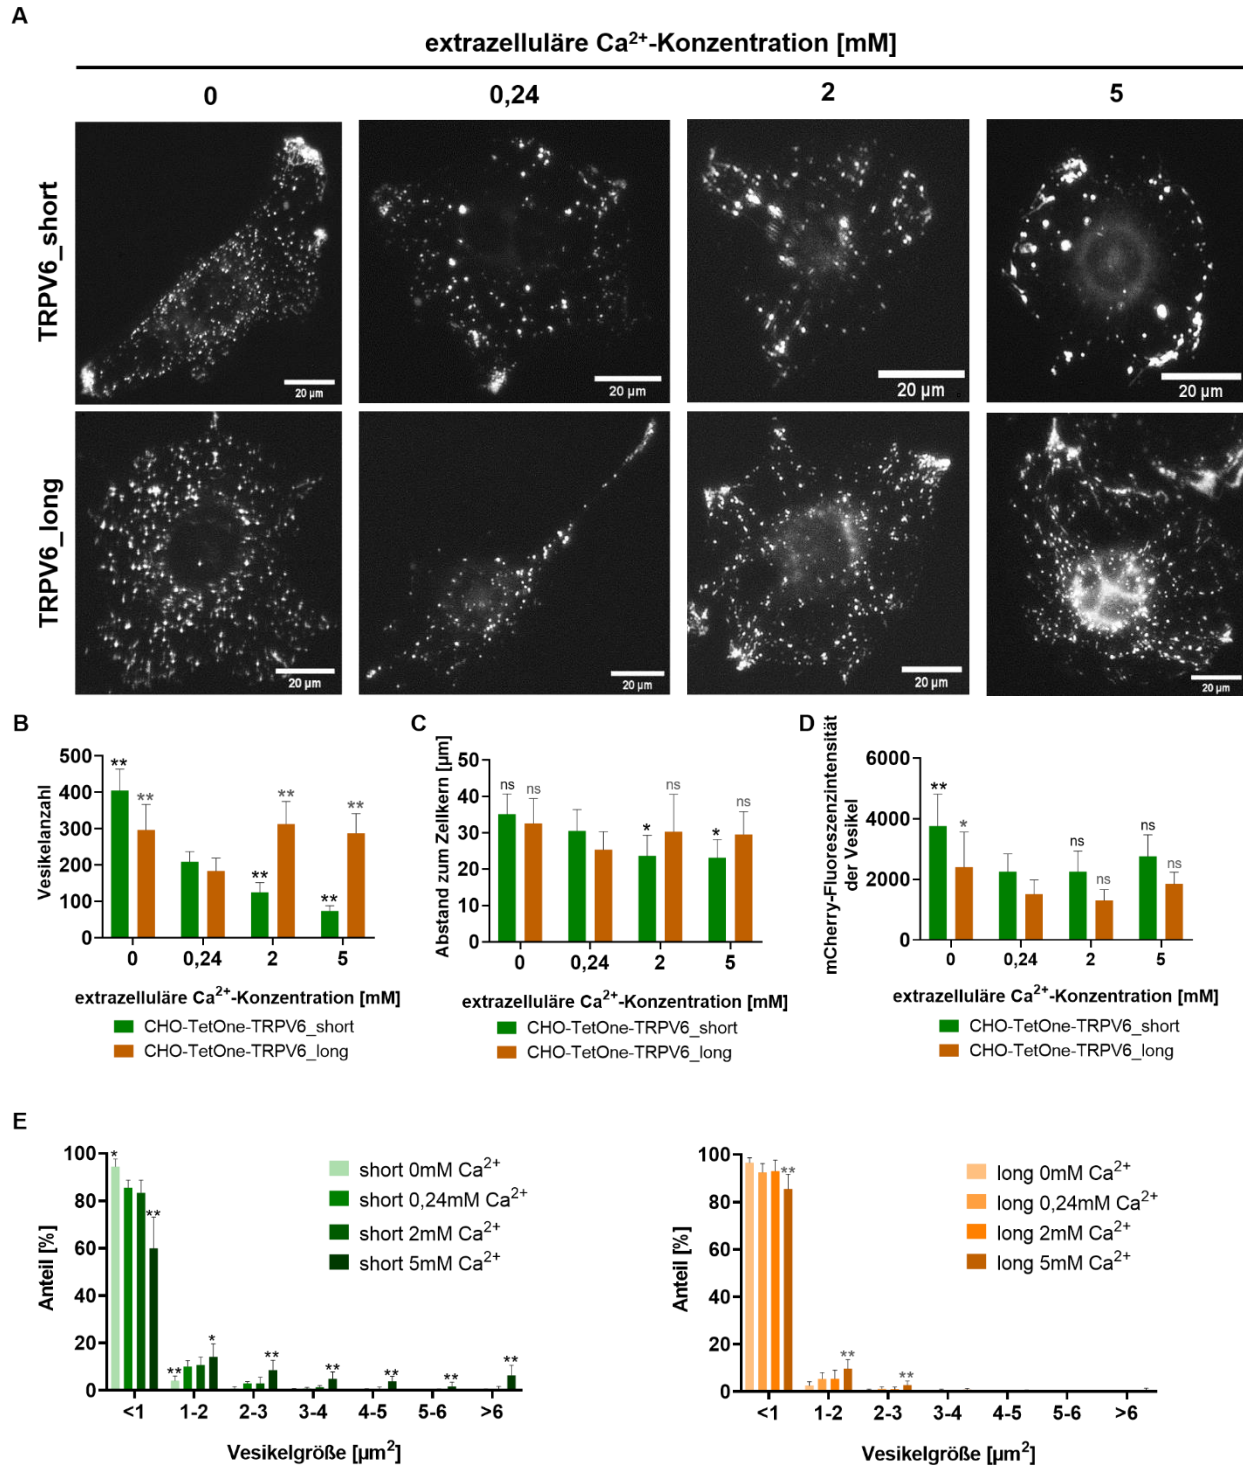 A
extrazelluläre Ca²⁺-Konzentration [mM]
0 0,24 2 5
TRPV6_short
20 µm 20 µm 20 µm 20 µm
TRPV6_long
20 µm 20 µm 20 µm 20 µm
B
Vesikelanzahl
500
400
300
200
100
0
** ** ** ** ** **
0 0,24 2 5
extrazelluläre Ca²⁺-Konzentration [mM]
CHO-TetOne-TRPV6_short
CHO-TetOne-TRPV6_long
C
Abstand zum Zellkern [µm]
50
40
30
20
10
0
ns ns * ns * ns
0 0,24 2 5
extrazelluläre Ca²⁺-Konzentration [mM]
CHO-TetOne-TRPV6_short
CHO-TetOne-TRPV6_long
D
mCherry-Fluoreszenzintensität
der Vesikel
6000
4000
2000
0
** * ns ns ns ns
0 0,24 2 5
extrazelluläre Ca²⁺-Konzentration [mM]
CHO-TetOne-TRPV6_short
CHO-TetOne-TRPV6_long
E
Anteil [%]
100
80
60
40
20
0
* ** ** * ** ** ** ** **
<1 1-2 2-3 3-4 4-5 5-6 >6
Vesikelgröße [µm²]
short 0mM Ca²⁺
short 0,24mM Ca²⁺
short 2mM Ca²⁺
short 5mM Ca²⁺
Anteil [%]
100
80
60
40
20
0
** ** **
<1 1-2 2-3 3-4 4-5 5-6 >6
Vesikelgröße [µm²]
long 0mM Ca²⁺
long 0,24mM Ca²⁺
long 2mM Ca²⁺
long 5mM Ca²⁺